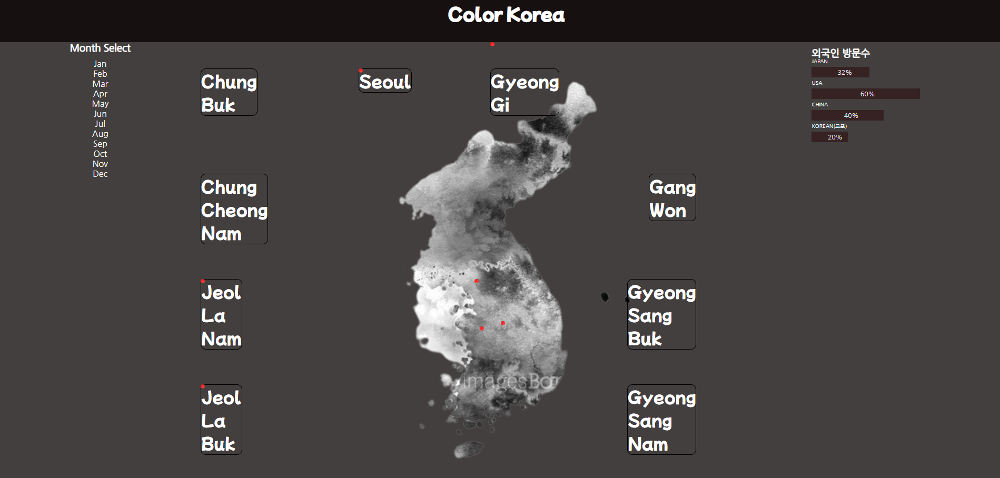 Color Korea
Month Select
Jan
Feb
Mar
Apr
May
Jun
Jul
Aug
Sep
Oct
Nov
Dec
Chung
Buk
Seoul
Gyeong
Gi
Chung
Cheong
Nam
Gang
Won
Jeol
La
Nam
Gyeong
Sang
Buk
Jeol
La
Buk
Gyeong
Sang
Nam
imagesBo
외국인 방문수
JAPAN
32%
USA
60%
CHINA
40%
KOREAN(교포)
20%